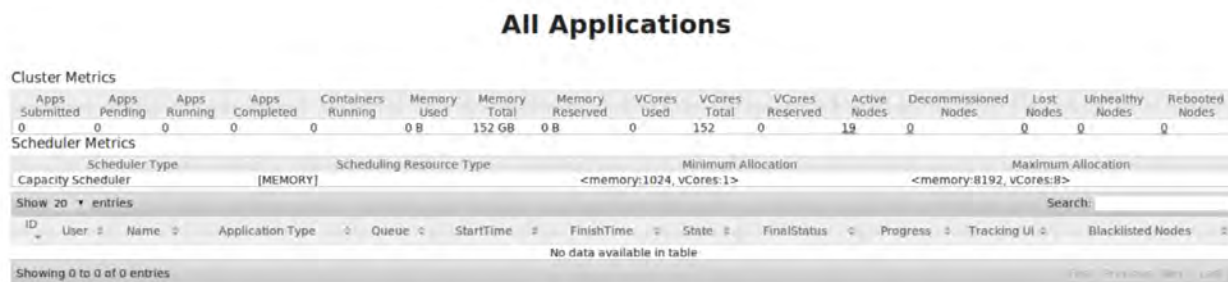 All Applications
Cluster Metrics
Apps Submitted Apps Pending Apps Running Apps Completed Containers Running Memory Used Memory Total Memory Reserved VCores Used VCores Total VCores Reserved Active Nodes Decommissioned Nodes Lost Nodes Unhealthy Nodes Rebooted Nodes
0 0 0 0 0 0 B 152 GB 0 B 0 152 0 19 0 0 0 0
Scheduler Metrics
Scheduler Type Scheduling Resource Type Minimum Allocation Maximum Allocation
Capacity Scheduler [MEMORY] <memory:1024, vCores:1> <memory:8192, vCores:8>
Show 20 entries Search:
ID User Name Application Type Queue StartTime FinishTime State FinalStatus Progress Tracking UI Blacklisted Nodes
No data available in table
Showing 0 to 0 of 0 entries First Previous Next Last